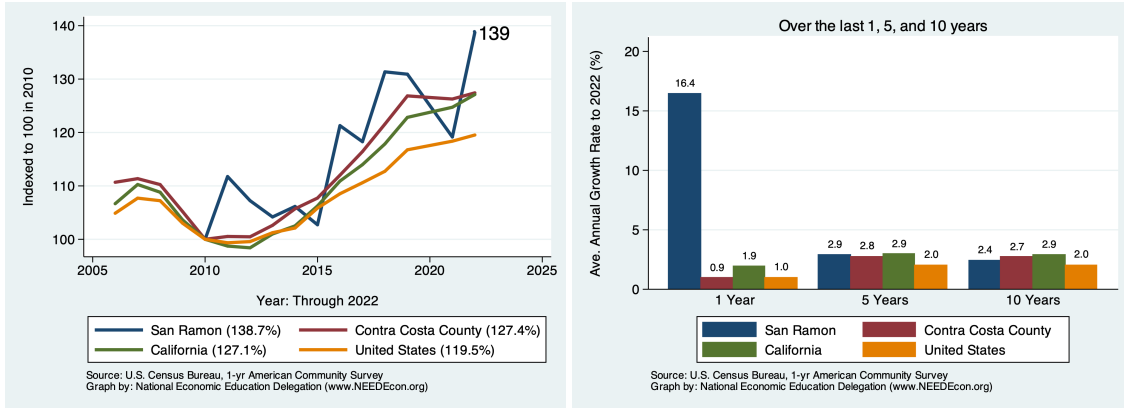 Indexed to 100 in 2010
140
130
120
110
100
139
2005 2010 2015 2020 2025
Year: Through 2022
San Ramon (138.7%) Contra Costa County (127.4%)
California (127.1%) United States (119.5%)
Source: U.S. Census Bureau, 1-yr American Community Survey
Graph by: National Economic Education Delegation (www.NEEDEcon.org)
Over the last 1, 5, and 10 years
Ave. Annual Growth Rate to 2022 (%)
20
15
10
5
0
16.4 0.9 1.9 1.0
2.9 2.8 2.9 2.0
2.4 2.7 2.9 2.0
1 Year 5 Years 10 Years
San Ramon Contra Costa County
California United States
Source: U.S. Census Bureau, 1-yr American Community Survey
Graph by: National Economic Education Delegation (www.NEEDEcon.org)